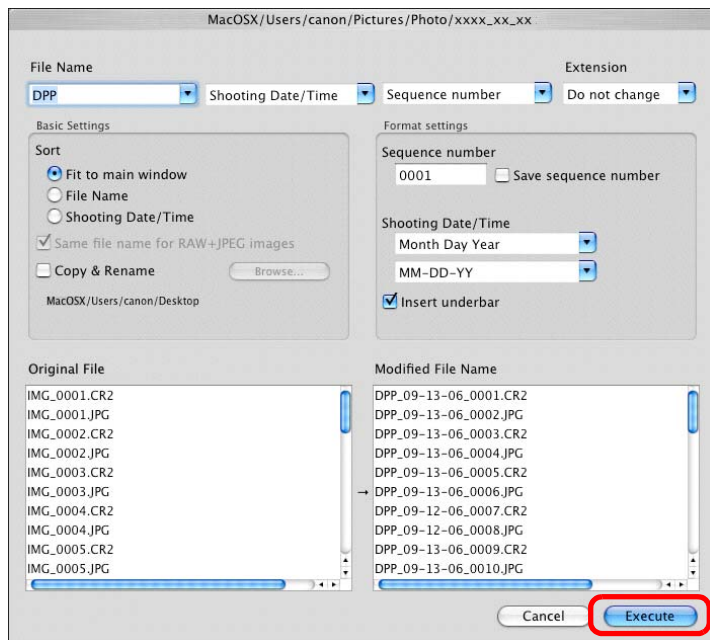 MacOSX/Users/canon/Pictures/Photo/xxxx_xx_xx
File Name Extension
DPP Shooting Date/Time Sequence number Do not change
Basic Settings
Sort
Fit to main window
File Name
Shooting Date/Time
Same file name for RAW+JPEG images
Copy & Rename Browse...
MacOSX/Users/canon/Desktop
Format settings
Sequence number
0001 Save sequence number
Shooting Date/Time
Month Day Year
MM-DD-YY
Insert underbar
Original File
IMG_0001.CR2
IMG_0001.JPG
IMG_0002.CR2
IMG_0002.JPG
IMG_0003.CR2
IMG_0003.JPG
IMG_0004.CR2
IMG_0004.JPG
IMG_0005.CR2
IMG_0005.JPG
→
Modified File Name
DPP_09-13-06_0001.CR2
DPP_09-13-06_0002.JPG
DPP_09-13-06_0003.CR2
DPP_09-13-06_0004.JPG
DPP_09-13-06_0005.CR2
DPP_09-13-06_0006.JPG
DPP_09-12-06_0007.CR2
DPP_09-12-06_0008.JPG
DPP_09-13-06_0009.CR2
DPP_09-13-06_0010.JPG
Cancel Execute